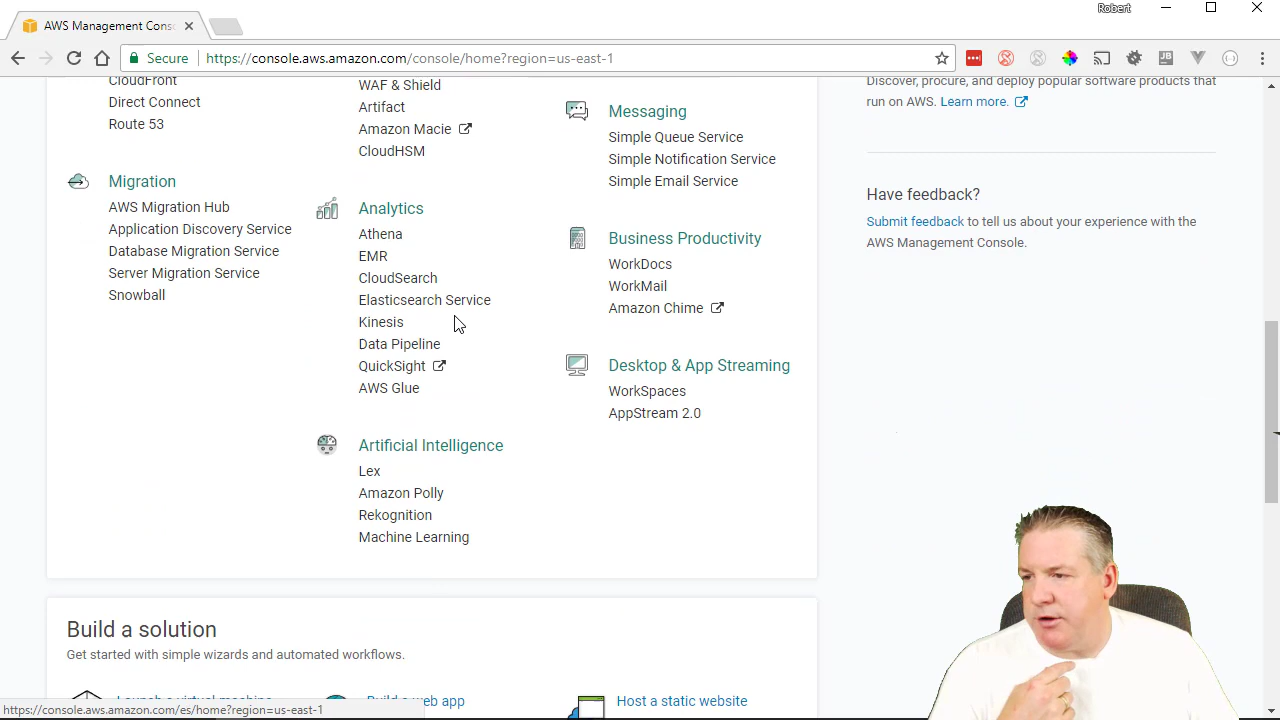 AWS Management Cons
Robert
Secure
https://console.aws.amazon.com/console/home?region=us-east-1
CloudFront
Direct Connect
Route 53
Migration
AWS Migration Hub
Application Discovery Service
Database Migration Service
Server Migration Service
Snowball
WAF & Shield
Artifact
Amazon Macie
CloudHSM
Analytics
Athena
EMR
CloudSearch
Elasticsearch Service
Kinesis
Data Pipeline
QuickSight
AWS Glue
Artificial Intelligence
Lex
Amazon Polly
Rekognition
Machine Learning
Messaging
Simple Queue Service
Simple Notification Service
Simple Email Service
Business Productivity
WorkDocs
WorkMail
Amazon Chime
Desktop & App Streaming
WorkSpaces
AppStream 2.0
Discover, procure, and deploy popular software products that
run on AWS. Learn more.
Have feedback?
Submit feedback to tell us about your experience with the
AWS Management Console.
Build a solution
Get started with simple wizards and automated workflows.
Launch a virtual machine
Build a web app
Host a static website
https://console.aws.amazon.com/es/home?region=us-east-1